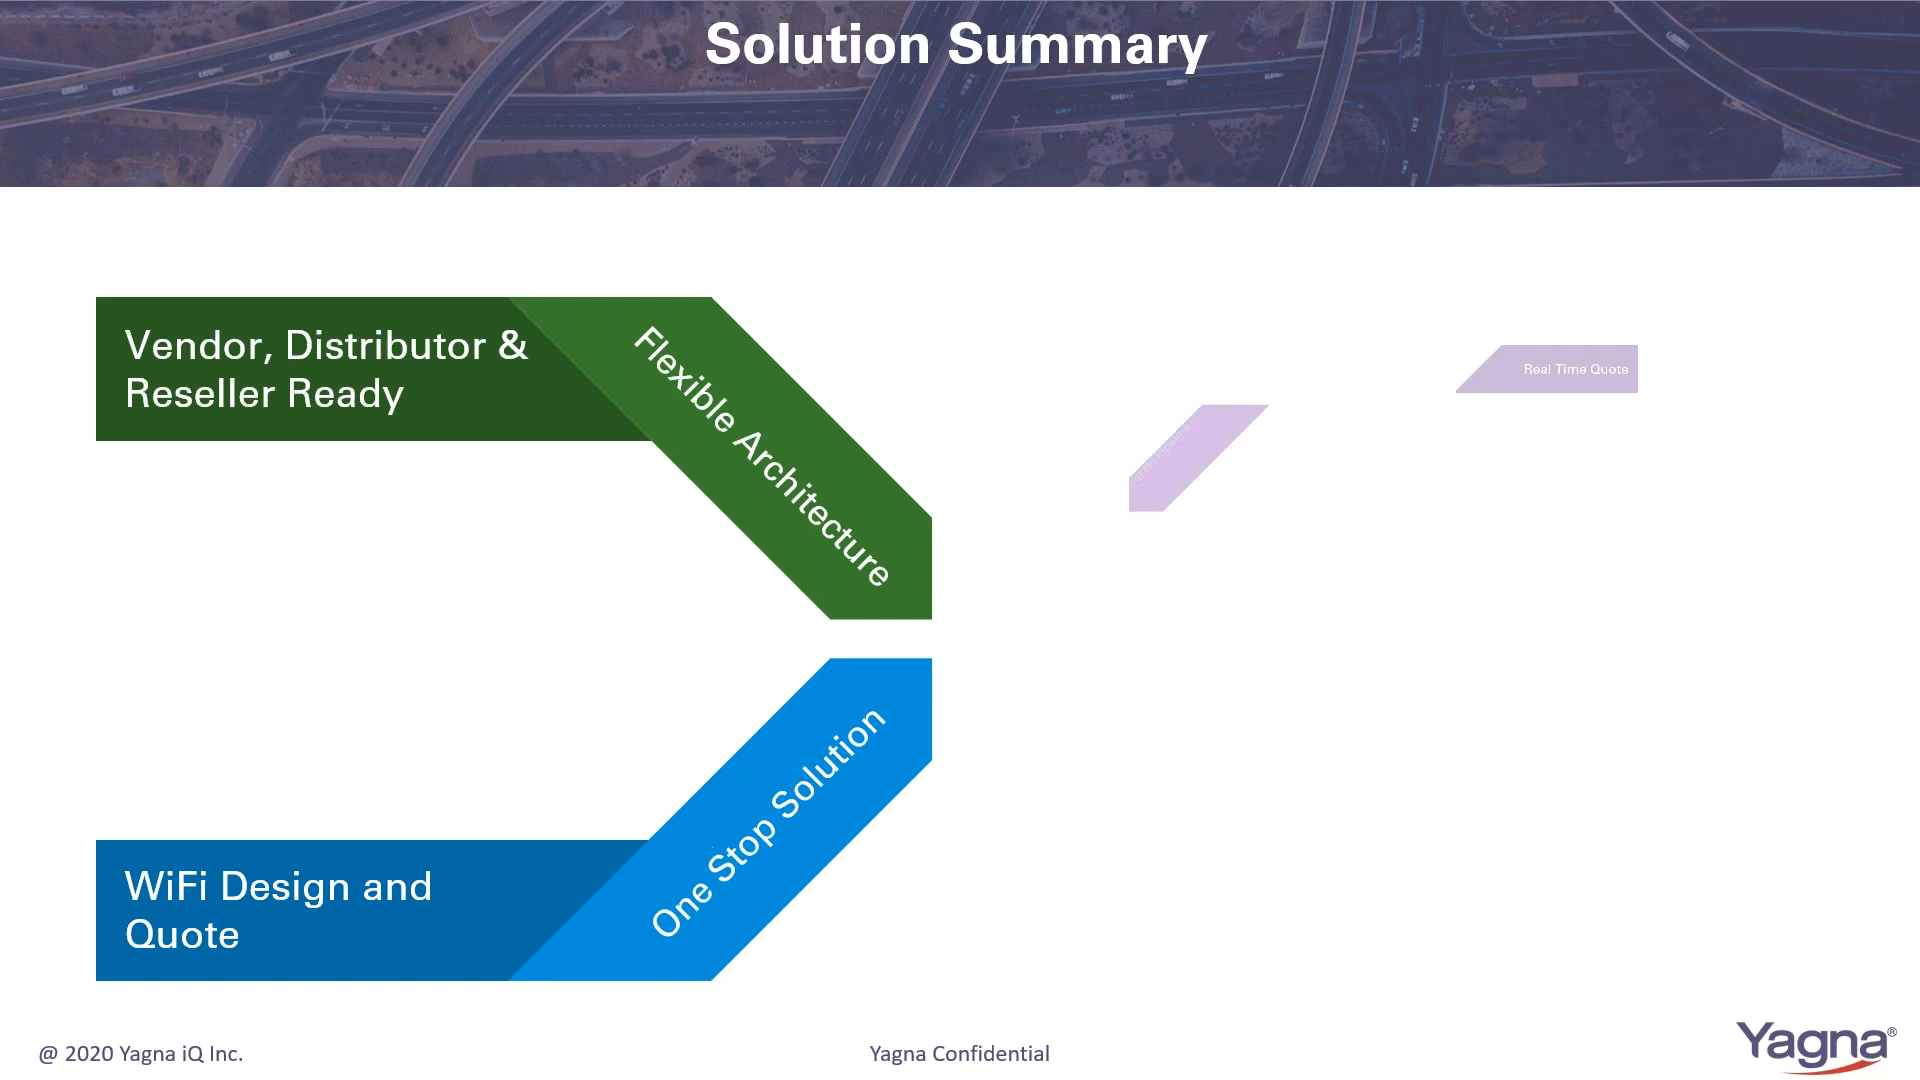 Solution Summary
Vendor, Distributor &
Reseller Ready
Flexible Architecture
Real Time Quote
One Stop Solution
WiFi Design and
Quote
@ 2020 Yagna iQ Inc.
Yagna Confidential
Yagna®